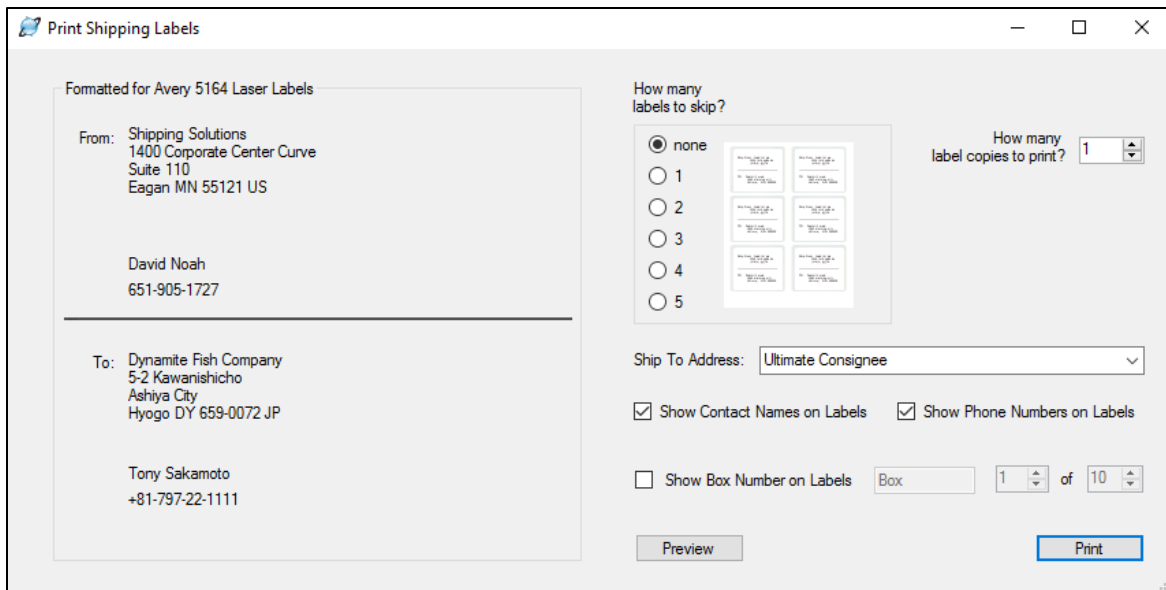 Print Shipping Labels
Formatted for Avery 5164 Laser Labels
From: Shipping Solutions
1400 Corporate Center Curve
Suite 110
Eagan MN 55121 US
David Noah
651-905-1727
To: Dynamite Fish Company
5-2 Kawanishicho
Ashiya City
Hyogo DY 659-0072 JP
Tony Sakamoto
+81-797-22-1111
How many
labels to skip?
none
1
2
3
4
5
How many
label copies to print? 1
Ship To Address: Ultimate Consignee
Show Contact Names on Labels Show Phone Numbers on Labels
Show Box Number on Labels Box 1 of 10
Preview Print